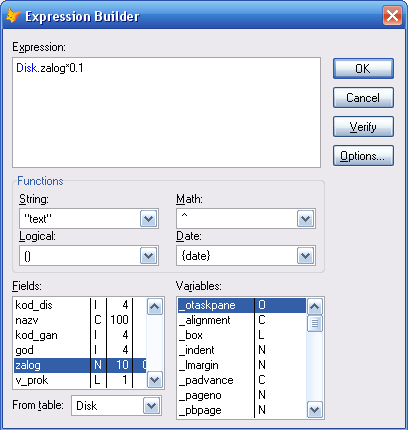 Expression Builder
Expression:
Disk.zalog*0.1
OK
Cancel
Verify
Options...
Functions
String:
Math:
"text"
^
Logical:
Date:
()
{date}
Fields:
Variables:
kod_dis I 4
nazv C 100
kod_gan I 4
god I 4
zalog N 10
v_prok L 1
_otaskpane O
_alignment C
_box L
_indent N
_lmargin N
_padvance C
_pageno N
_pbpage N
From table: Disk